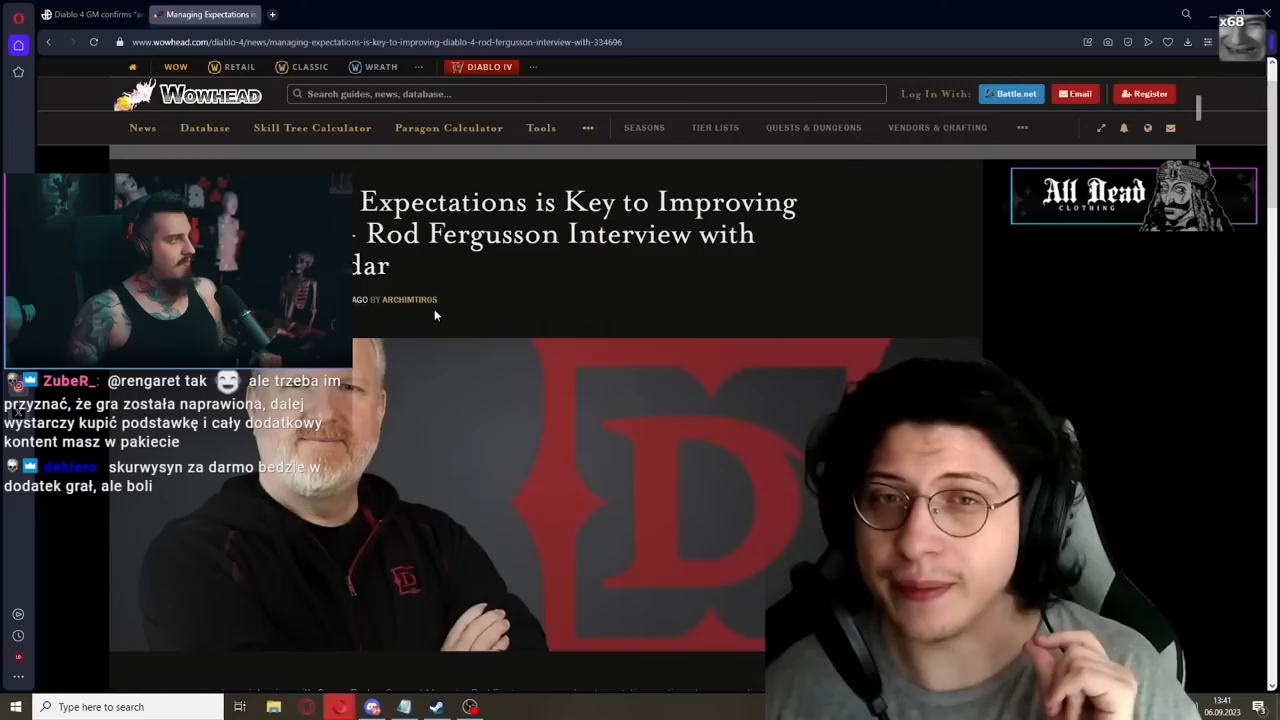 Diablo 4 GM confirms "an
Managing Expectations is
x68
www.wowhead.com/diablo-4/news/managing-expectations-is-key-to-improving-diablo-4-rod-fergusson-interview-with-334696
WOW RETAIL CLASSIC WRATH ... DIABLO IV ...
WOWHEAD
Search guides, news, database...
Log In With: Battle.net Email Register
News Database Skill Tree Calculator Paragon Calculator Tools ... SEASONS TIER LISTS QUESTS & DUNGEONS VENDORS & CRAFTING ...
Expectations is Key to Improving
- Rod Fergusson Interview with
dar
AGO BY ARCHIMTIROS
All Dead
CLOTHING
ZubeR_: @rengaret tak ale trzeba im
przyznać, że gra została naprawiona, dalej
wystarczy kupić podstawkę i cały dodatkowy
kontent masz w pakiecie
dehiero skurwysyn za darmo bedzie w
dodatek grał, ale boli
D
D
Type here to search
13:41
06.09.2023